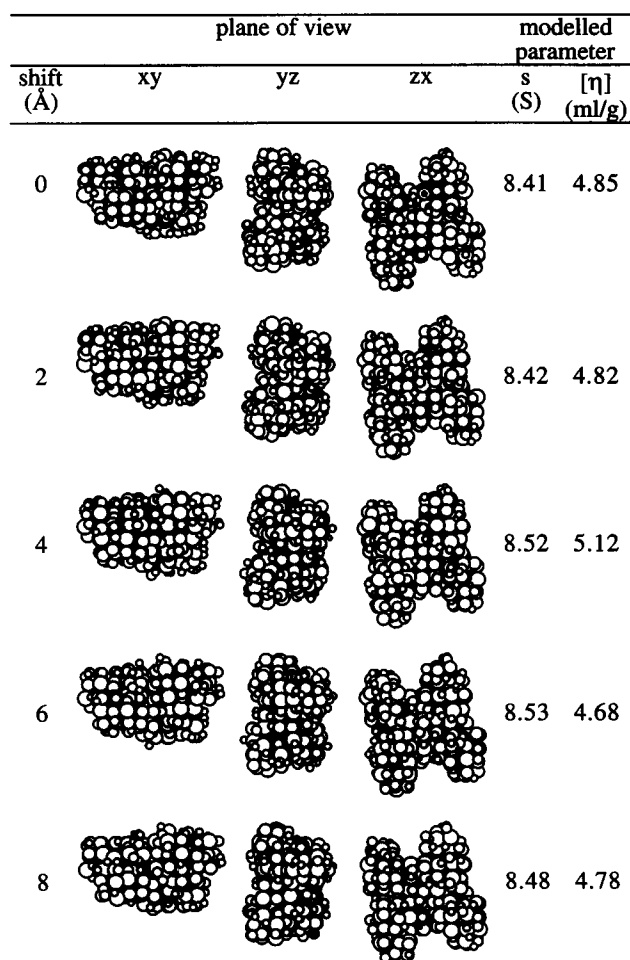 plane of view modelled
parameter
shift xy yz zx s [η]
(Å) (S) (ml/g)
0 8.41 4.85
2 8.42 4.82
4 8.52 5.12
6 8.53 4.68
8 8.48 4.78